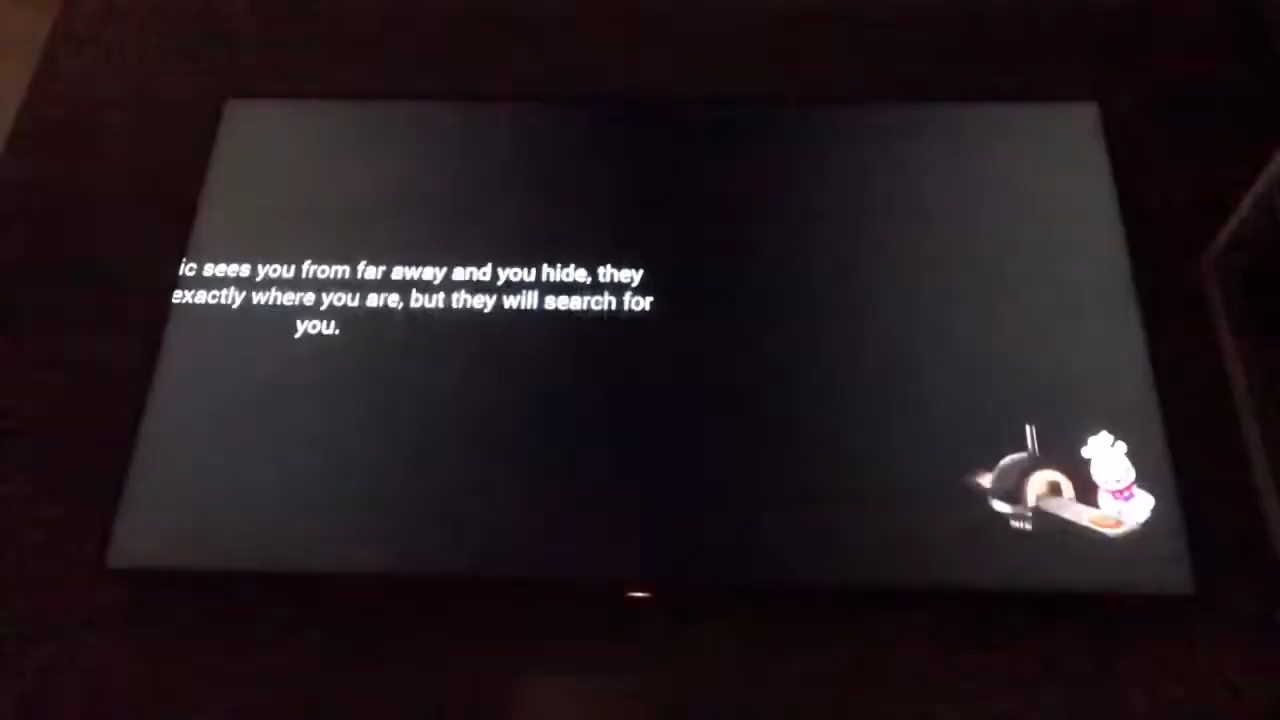 ic sees you from far away and you hide, they
exactly where you are, but they will search for
you.